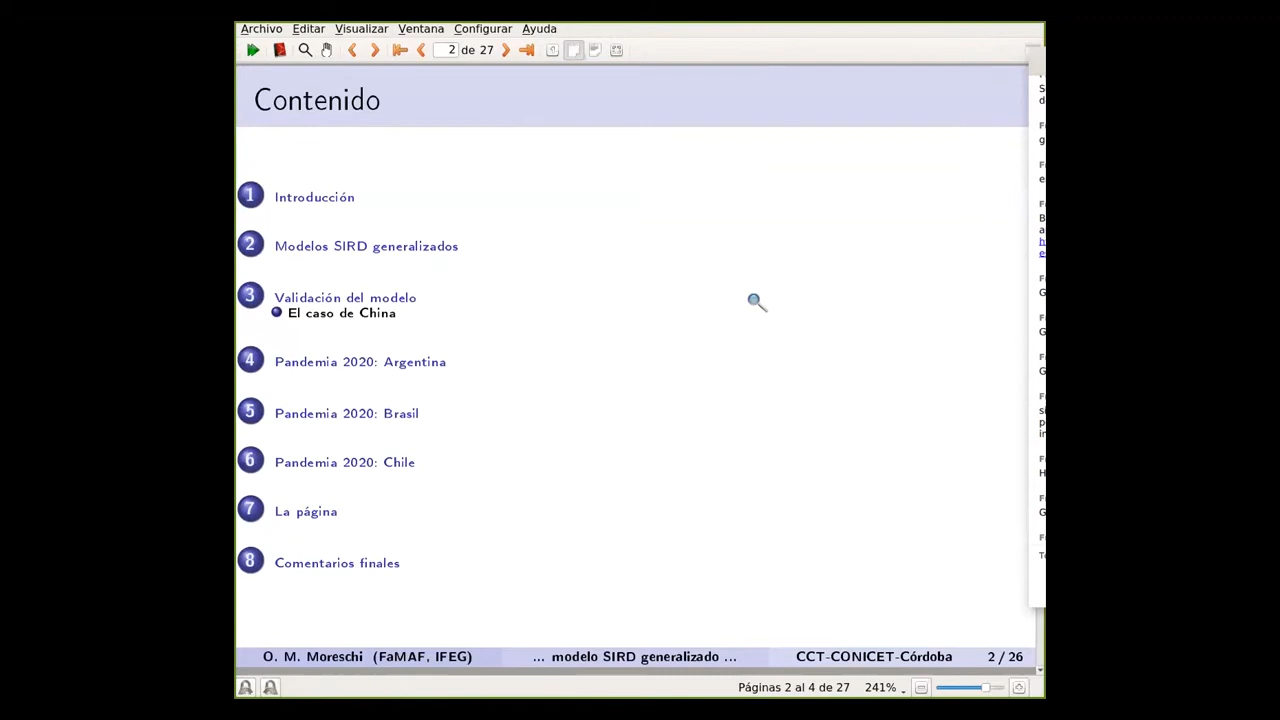 Archivo Editar Visualizar Ventana Configurar Ayuda
2 de 27
Contenido
1 Introducción
2 Modelos SIRD generalizados
3 Validación del modelo
El caso de China
4 Pandemia 2020: Argentina
5 Pandemia 2020: Brasil
6 Pandemia 2020: Chile
7 La página
8 Comentarios finales
O. M. Moreschi (FaMAF, IFEG) ... modelo SIRD generalizado ... CCT-CONICET-Córdoba 2 / 26
Páginas 2 al 4 de 27 241%